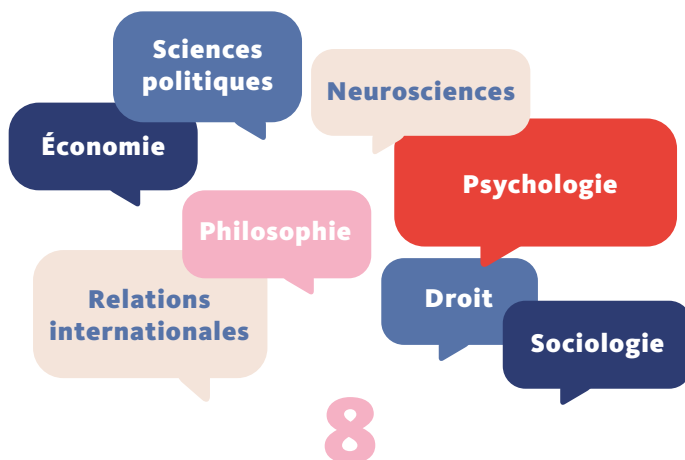 Sciences
politiques
Neurosciences
Économie
Psychologie
Philosophie
Relations
internationales
Droit
Sociologie
8